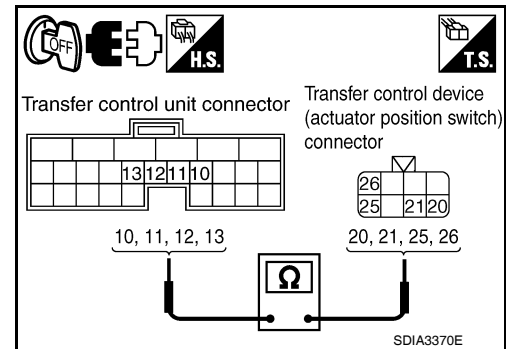 OFF
H.S.
T.S.
Transfer control unit connector
Transfer control device
(actuator position switch)
connector
13 12 11 10
26
25 21 20
10, 11, 12, 13
20, 21, 25, 26
Ω
SDIA3370E